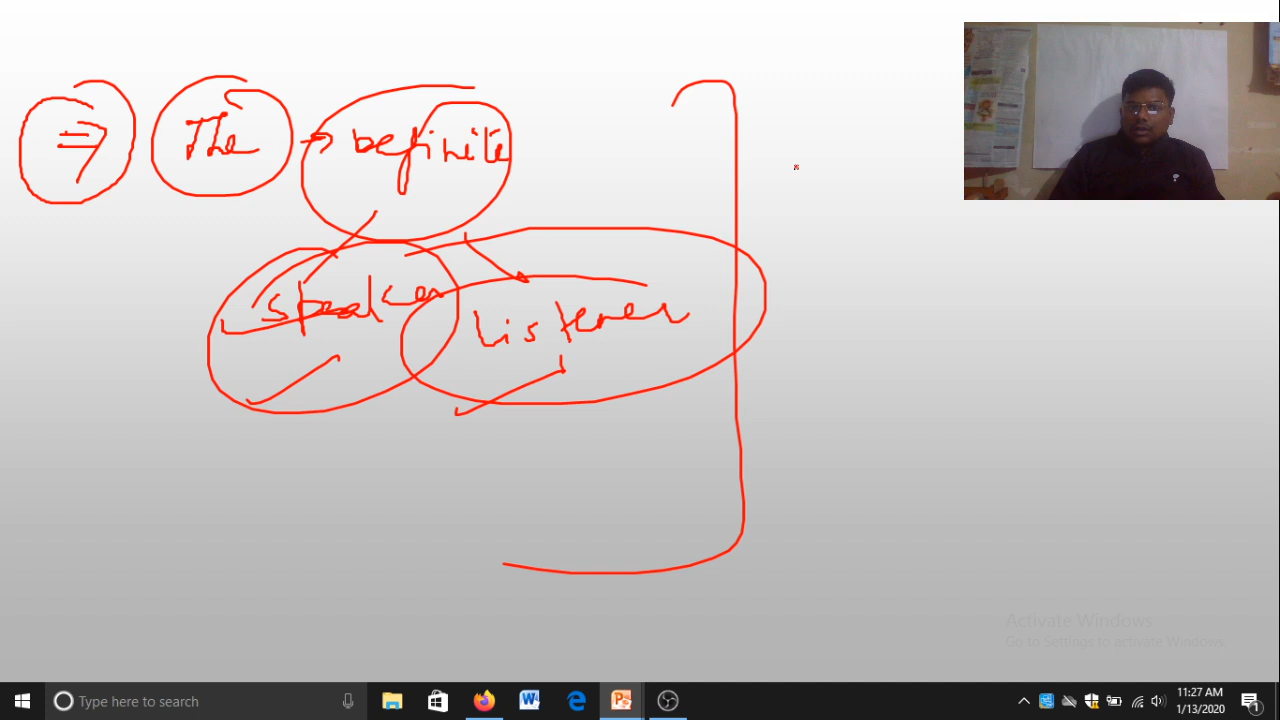 ⇒ The → Definite
Speaker Listener
Activate Windows
Go to Settings to activate Windows.
Type here to search
11:27 AM
1/13/2020